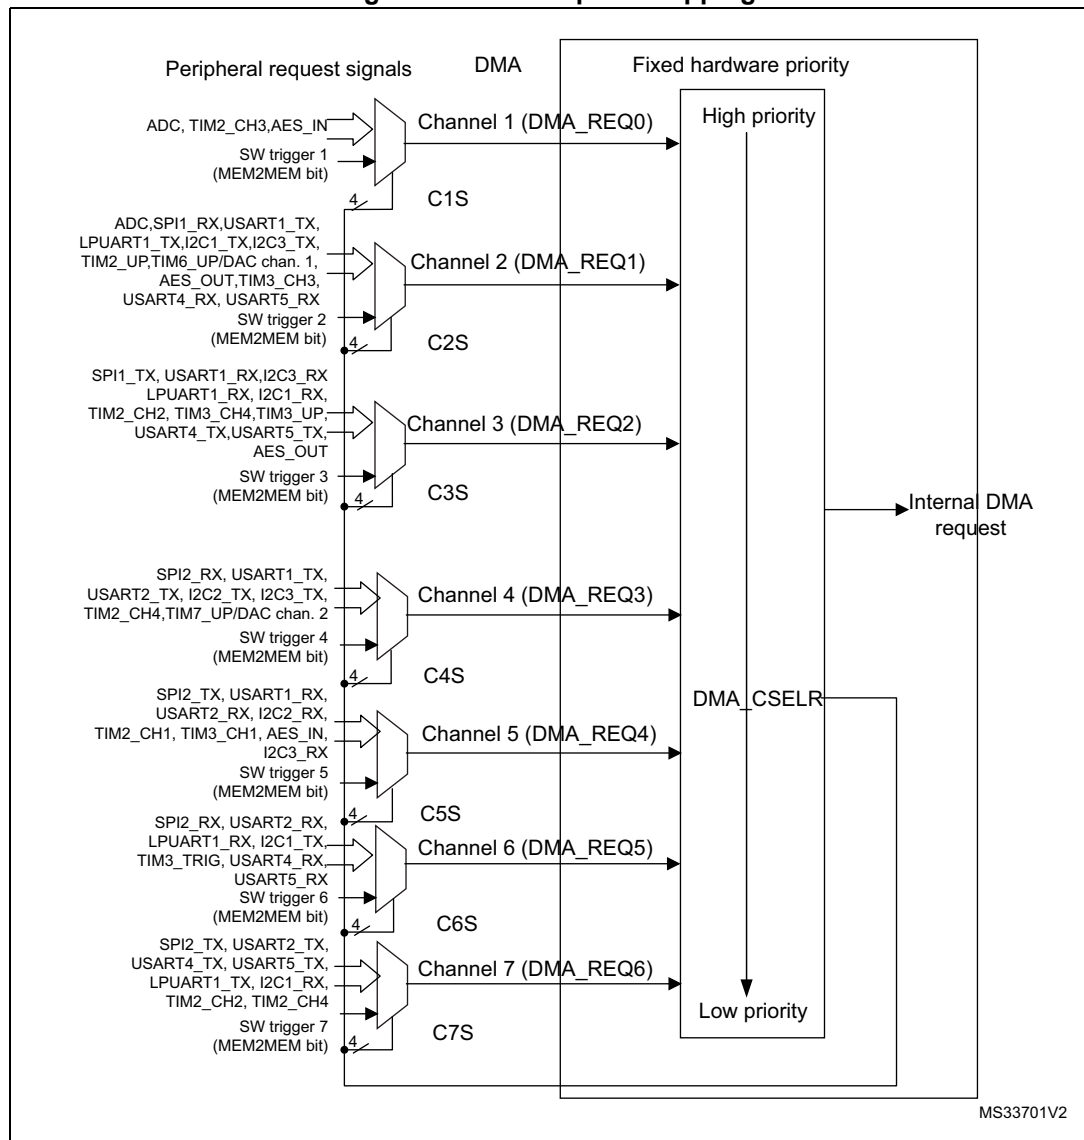 Peripheral request signals
DMA
Fixed hardware priority
High priority
ADC, TIM2_CH3,AES_IN
Channel 1 (DMA_REQ0)
SW trigger 1
(MEM2MEM bit)
4
C1S
ADC,SPI1_RX,USART1_TX,
LPUART1_TX,I2C1_TX,I2C3_TX,
TIM2_UP,TIM6_UP/DAC chan. 1,
AES_OUT,TIM3_CH3,
USART4_RX, USART5_RX
Channel 2 (DMA_REQ1)
SW trigger 2
(MEM2MEM bit)
4
C2S
SPI1_TX, USART1_RX,I2C3_RX
LPUART1_RX, I2C1_RX,
TIM2_CH2, TIM3_CH4,TIM3_UP,
USART4_TX,USART5_TX,
AES_OUT
Channel 3 (DMA_REQ2)
SW trigger 3
(MEM2MEM bit)
4
C3S
Internal DMA
request
SPI2_RX, USART1_TX,
USART2_TX, I2C2_TX, I2C3_TX,
TIM2_CH4,TIM7_UP/DAC chan. 2
Channel 4 (DMA_REQ3)
SW trigger 4
(MEM2MEM bit)
4
C4S
DMA_CSELR
SPI2_TX, USART1_RX,
USART2_RX, I2C2_RX,
TIM2_CH1, TIM3_CH1, AES_IN,
I2C3_RX
Channel 5 (DMA_REQ4)
SW trigger 5
(MEM2MEM bit)
4
C5S
SPI2_RX, USART2_RX,
LPUART1_RX, I2C1_TX,
TIM3_TRIG, USART4_RX,
USART5_RX
Channel 6 (DMA_REQ5)
SW trigger 6
(MEM2MEM bit)
4
C6S
SPI2_TX, USART2_TX,
USART4_TX, USART5_TX,
LPUART1_TX, I2C1_RX,
TIM2_CH2, TIM2_CH4
Channel 7 (DMA_REQ6)
SW trigger 7
(MEM2MEM bit)
4
C7S
Low priority
MS33701V2